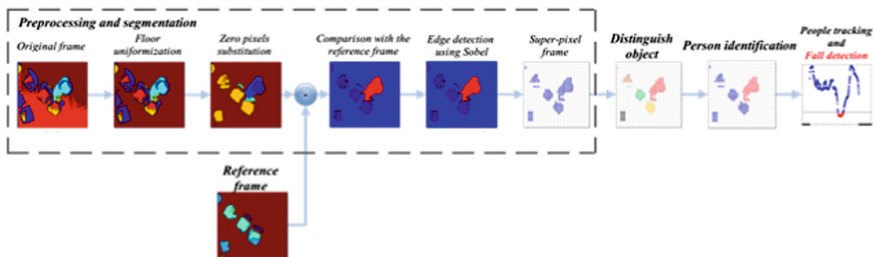 Preprocessing and segmentation
Original frame
Floor
uniformization
Zero pixels
substitution
Comparison with the
reference frame
Edge detection
using Sobel
Super-pixel
frame
Distinguish
object
Person identification
People tracking
and
Fall detection
Reference
frame